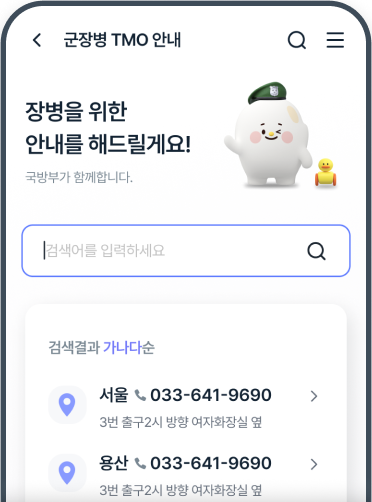 군장병 TMO 안내
장병을 위한
안내를 해드릴게요!
국방부가 함께합니다.
검색어를 입력하세요
검색결과 가나다순
서울 033-641-9690
3번 출구2시 방향 여자화장실 옆
용산 033-641-9690
3번 출구2시 방향 여자화장실 옆